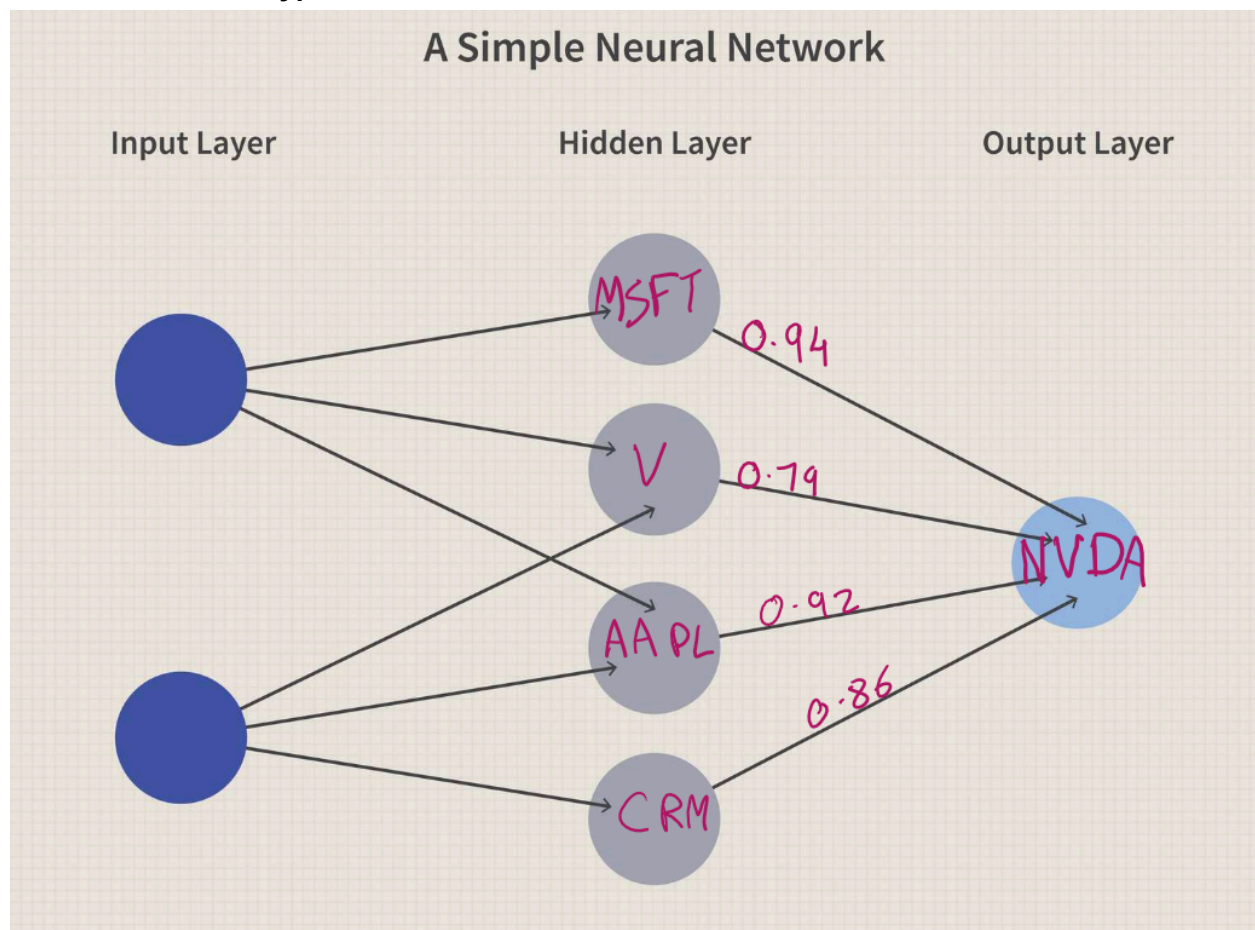 A Simple Neural Network
Input Layer
Hidden Layer
Output Layer
MSFT
0.94
V
0.79
NVDA
AAPL
0.92
0.86
CRM